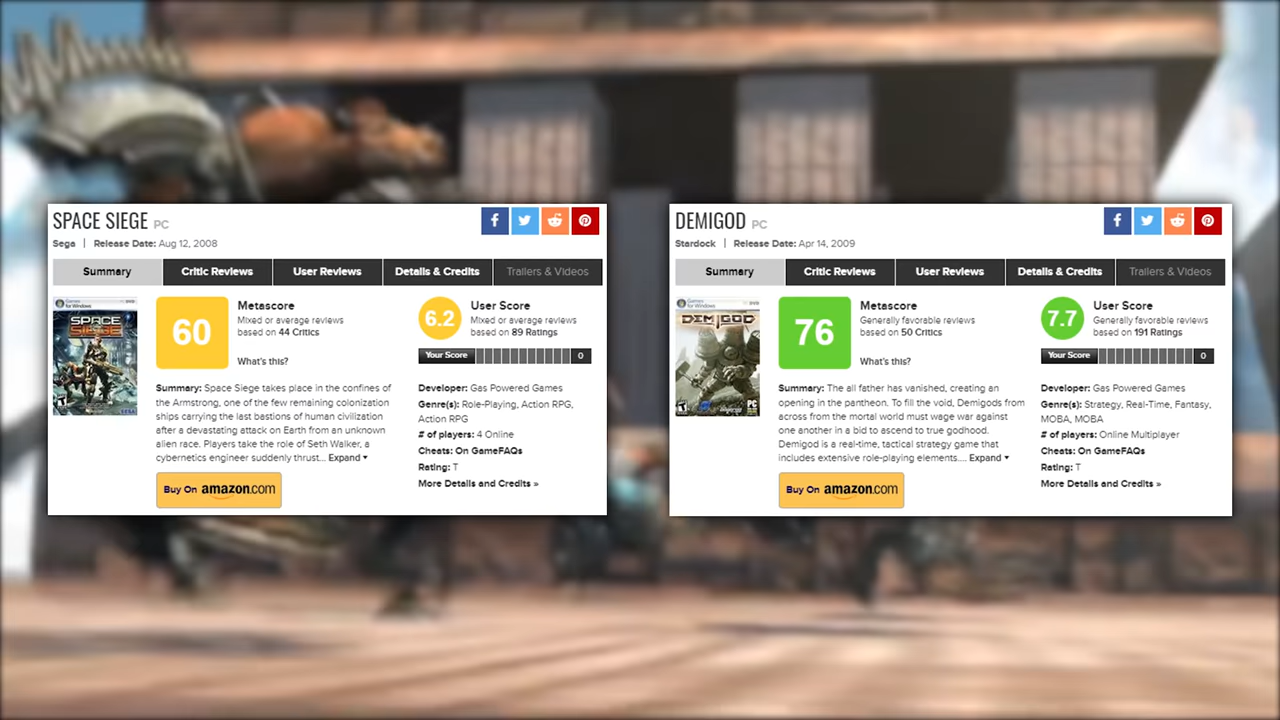 SPACE SIEGE PC
Sega | Release Date: Aug 12, 2008
Summary Critic Reviews User Reviews Details & Credits Trailers & Videos
SPACE
SIEGE
60
Metascore
Mixed or average reviews
based on 44 Critics
What's this?
6.2
User Score
Mixed or average reviews
based on 89 Ratings
Your Score 0
Summary: Space Siege takes place in the confines of
the Armstrong, one of the few remaining colonization
ships carrying the last bastions of human civilization
after a devastating attack on Earth from an unknown
alien race. Players take the role of Seth Walker, a
cybernetics engineer suddenly thrust... Expand
Buy On amazon.com
Developer: Gas Powered Games
Genre(s): Role-Playing, Action RPG,
Action RPG
# of players: 4 Online
Cheats: On GameFAQs
Rating: T
More Details and Credits »
DEMIGOD PC
Stardock | Release Date: Apr 14, 2009
Summary Critic Reviews User Reviews Details & Credits Trailers & Videos
DEMIGOD
76
Metascore
Generally favorable reviews
based on 50 Critics
What's this?
7.7
User Score
Generally favorable reviews
based on 191 Ratings
Your Score 0
Summary: The all father has vanished, creating an
opening in the pantheon. To fill the void, Demigods from
across from the mortal world must wage war against
one another in a bid to ascend to true godhood.
Demigod is a real-time, tactical strategy game that
includes extensive role-playing elements.... Expand
Buy On amazon.com
Developer: Gas Powered Games
Genre(s): Strategy, Real-Time, Fantasy,
MOBA, MOBA
# of players: Online Multiplayer
Cheats: On GameFAQs
Rating: T
More Details and Credits »